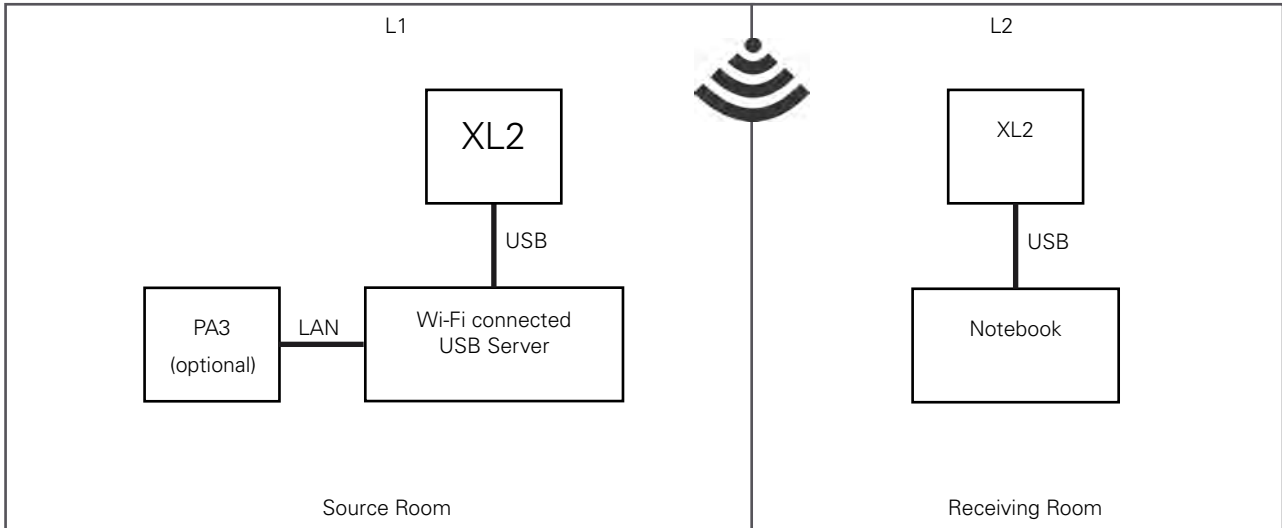 L1
L2
XL2
XL2
USB
USB
PA3
(optional)
LAN
Wi-Fi connected
USB Server
Notebook
Source Room
Receiving Room